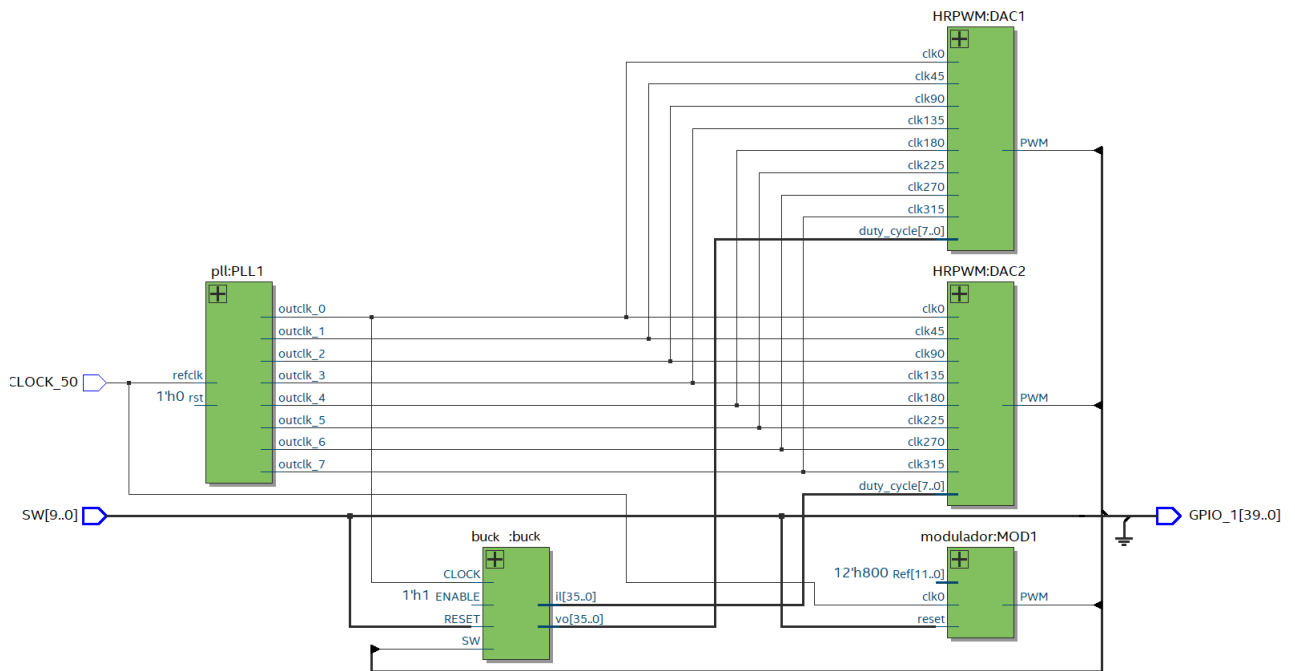 HRPWM:DAC1
clk0
clk45
clk90
clk135
clk180
clk225
clk270
clk315
duty_cycle[7..0]
PWM
pll:PLL1
refclk
1'h0 rst
outclk_0
outclk_1
outclk_2
outclk_3
outclk_4
outclk_5
outclk_6
outclk_7
HRPWM:DAC2
clk0
clk45
clk90
clk135
clk180
clk225
clk270
clk315
duty_cycle[7..0]
PWM
CLOCK_50
SW[9..0]
GPIO_1[39..0]
buck :buck
CLOCK
1'h1 ENABLE
RESET
SW
il[35..0]
vo[35..0]
modulador:MOD1
12'h800 Ref[11..0]
clk0
reset
PWM